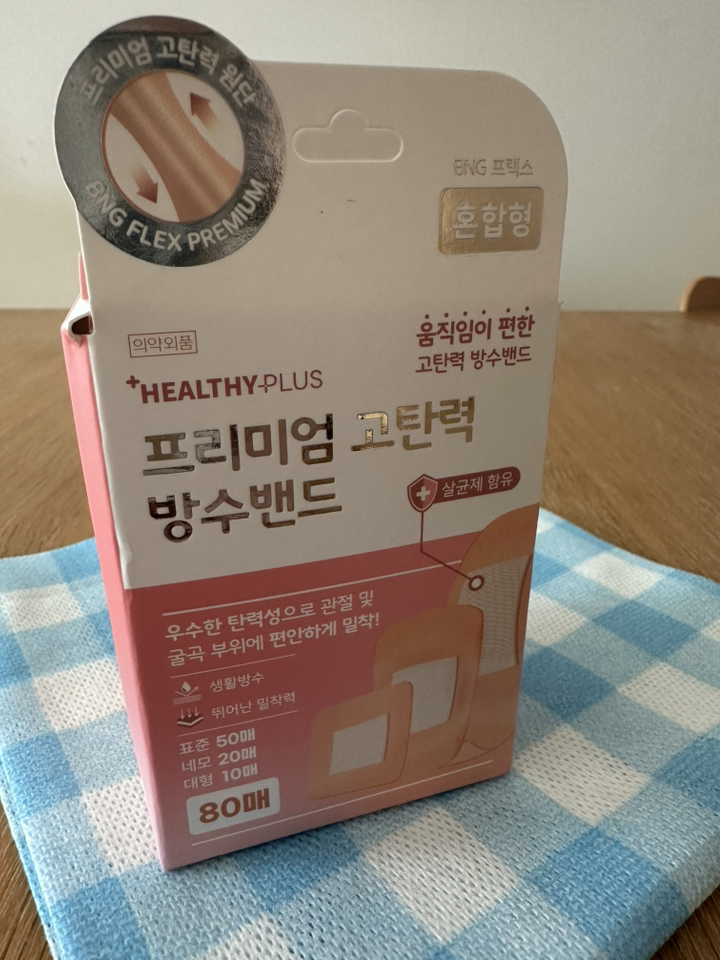 프리미엄 고탄력 원단
BNG FLEX PREMIUM
BNG 프랙스
혼합형
의약외품
움직임이 편한
고탄력 방수밴드
+HEALTHY-PLUS
프리미엄 고탄력
방수밴드
살균제 함유
우수한 탄력성으로 관절 및
굴곡 부위에 편안하게 밀착!
생활방수
뛰어난 밀착력
표준 50매
네모 20매
대형 10매
80매